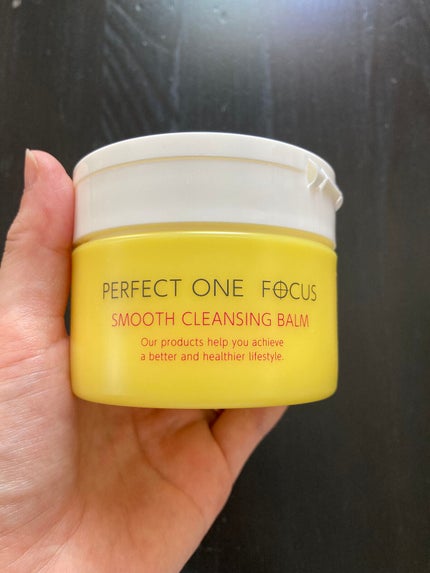 PERFECT ONE FOCUS
SMOOTH CLEANSING BALM
Our products help you achieve
a better and healthier lifestyle.